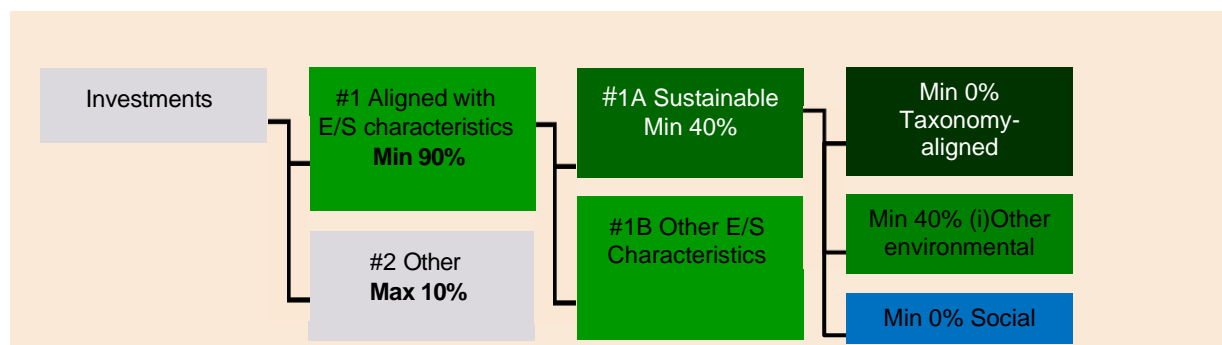 Investments
#1 Aligned with
E/S characteristics
Min 90%
#2 Other
Max 10%
#1A Sustainable
Min 40%
#1B Other E/S
Characteristics
Min 0%
Taxonomy-
aligned
Min 40% (i)Other
environmental
Min 0% Social